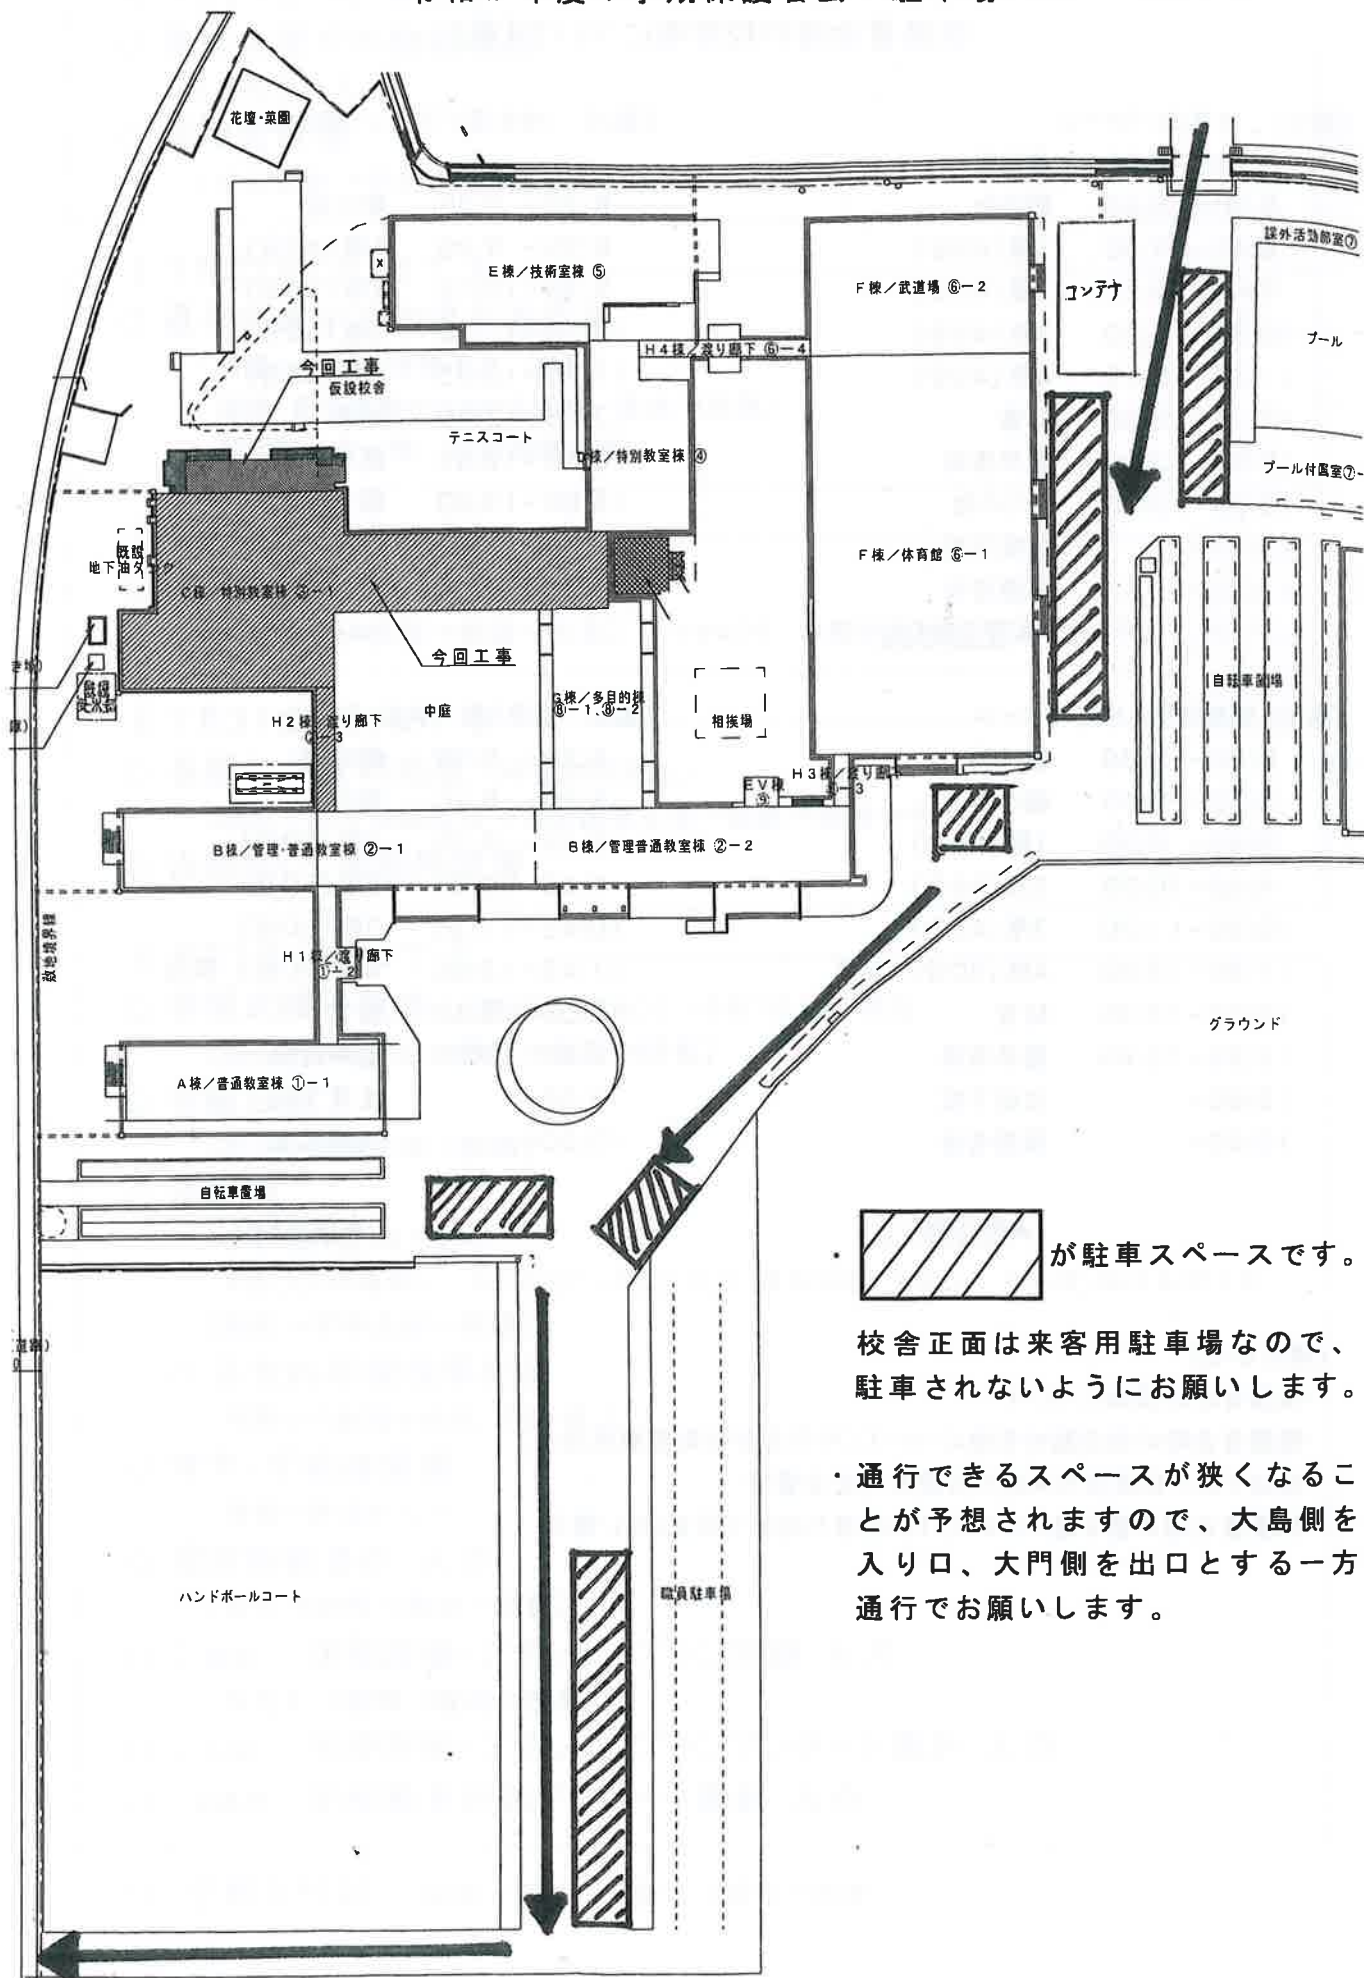 花壇・菜園
E棟／技術室棟 ⑤
F棟／武道場 ⑥－2
コンテナ
課外活動部室⑦
プール
H4棟／渡り廊下 ⑥－4
今回工事
仮設校舎
テニスコート
D棟／特別教室棟 ④
プール付属室⑦-
既設
地下油タンク
C棟／特別教室棟 ③－1
F棟／体育館 ⑥－1
今回工事
自転車置場
H2棟／渡り廊下
中庭
G棟／多目的棟
⑧－1、⑧－2
相撲場
EV棟
⑨
H3棟／渡り廊下
B棟／管理・普通教室棟 ②－1
B棟／管理普通教室棟 ②－2
敷地境界線
H1棟／渡り廊下
①－2
グラウンド
A棟／普通教室棟 ①－1
自転車置場
・が駐車スペースです。
校舎正面は来客用駐車場なので、
駐車されないようにお願いします。
・通行できるスペースが狭くなるこ
とが予想されますので、大島側を
入り口、大門側を出口とする一方
通行でお願いします。
ハンドボールコート
職員駐車場